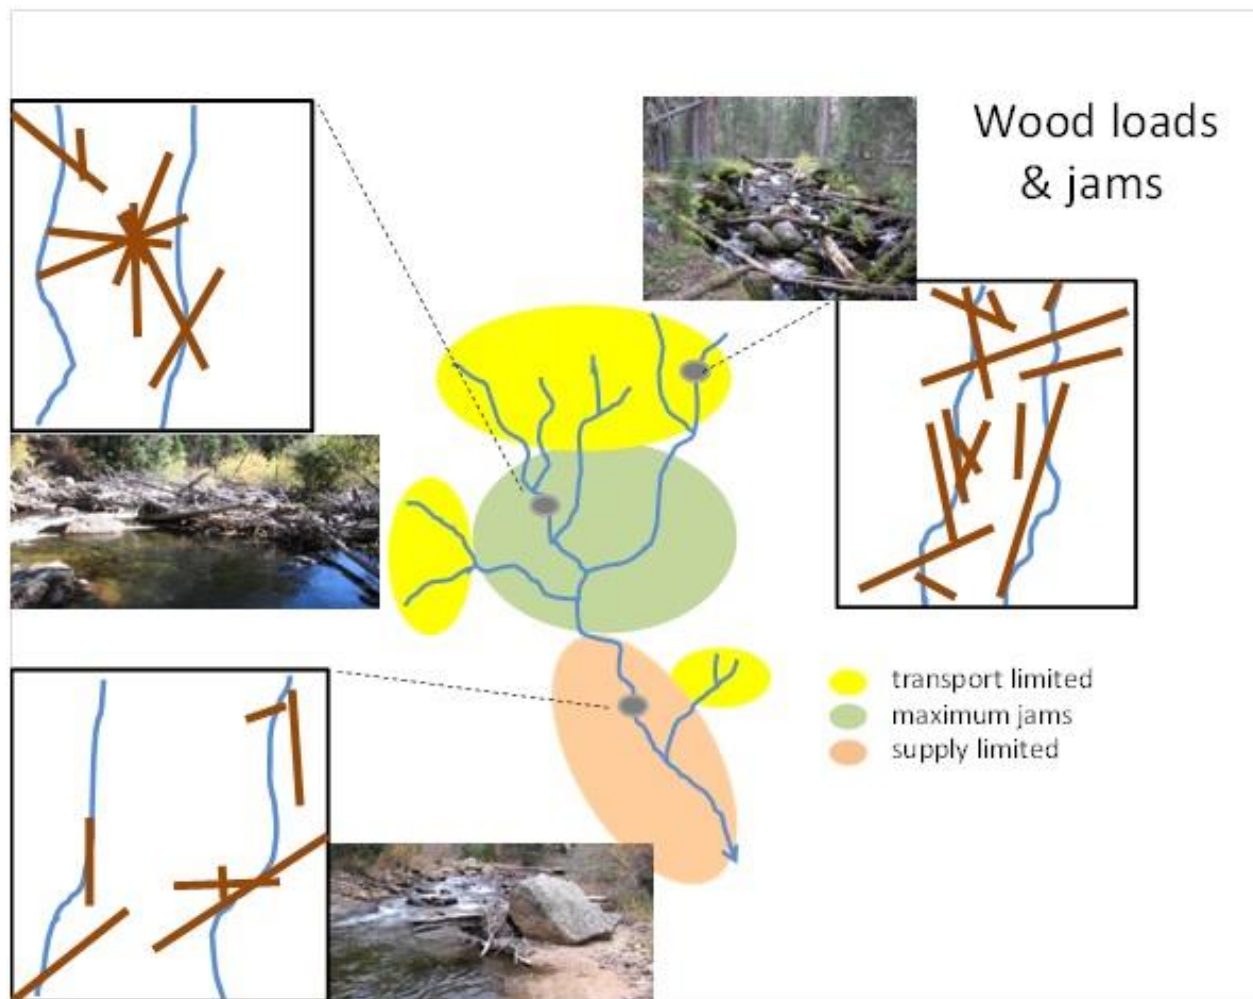 Wood loads
& jams
transport limited
maximum jams
supply limited